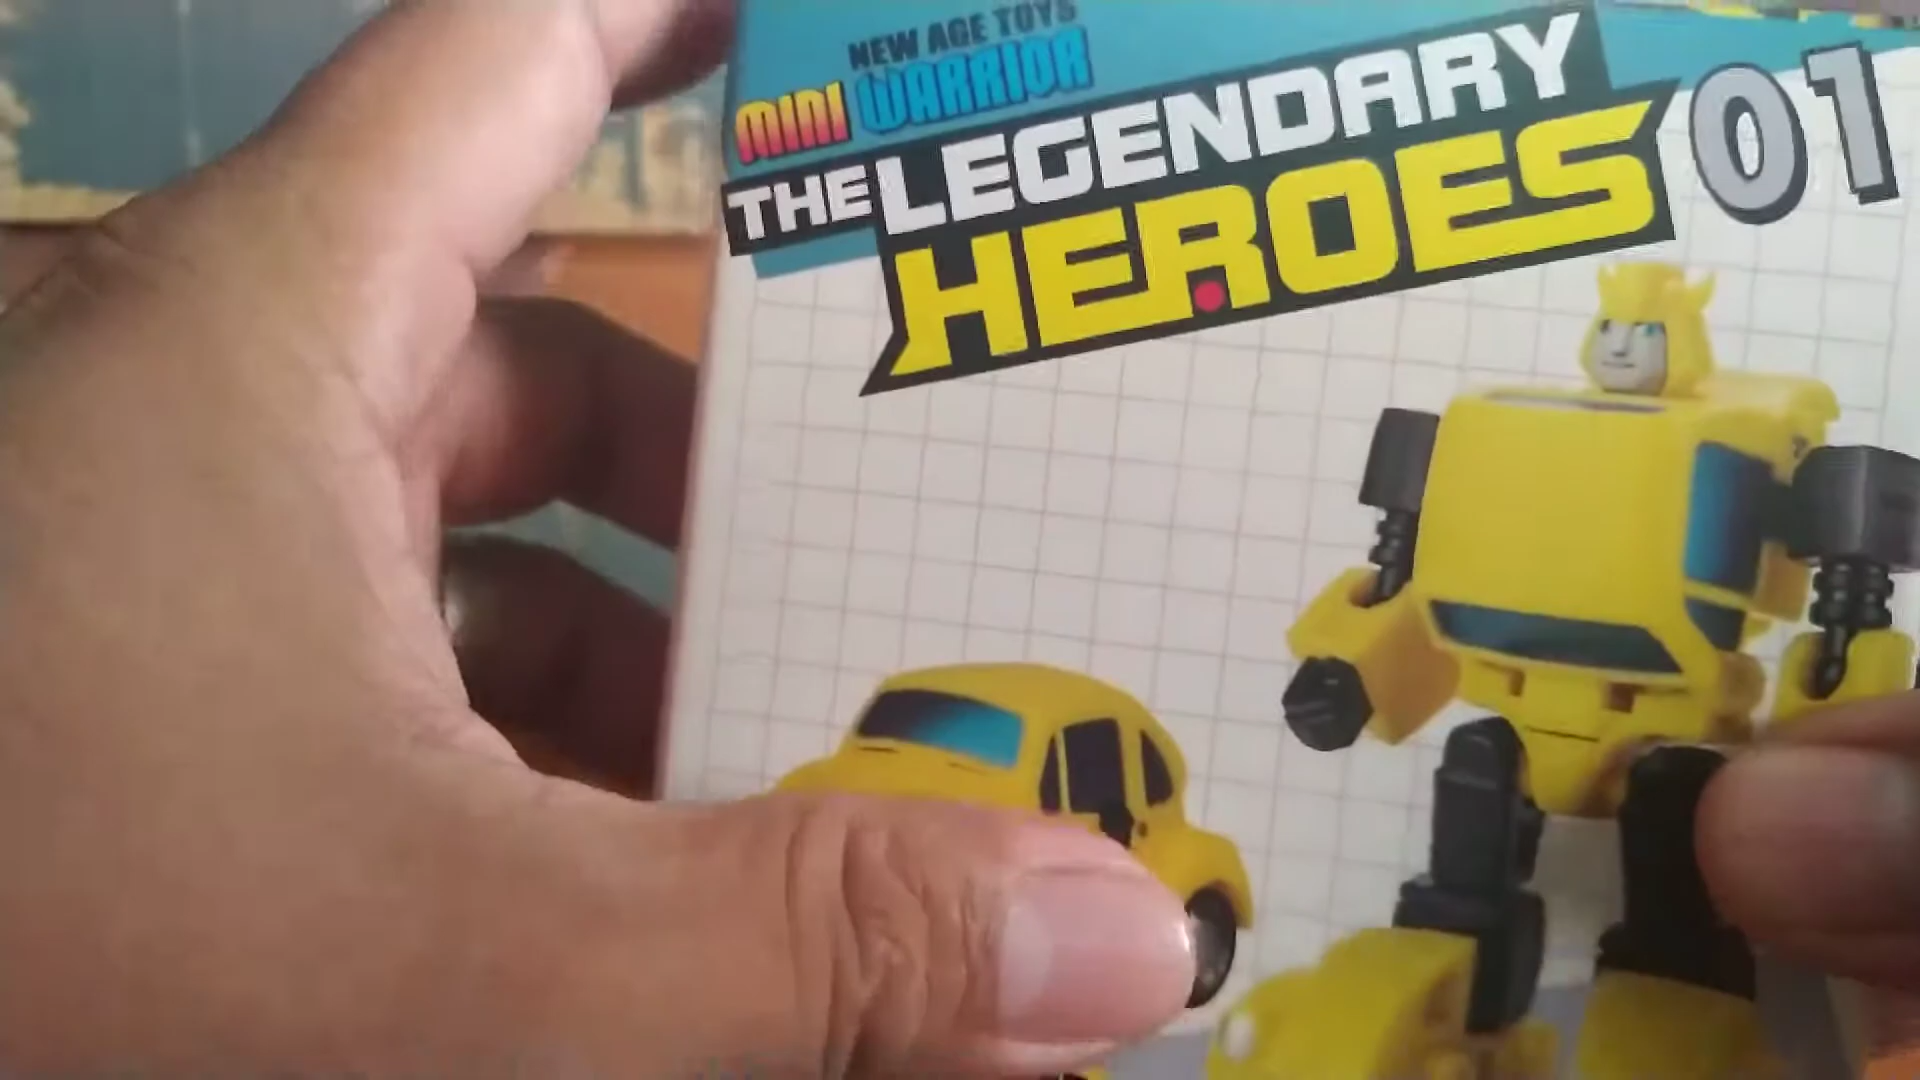 NEW AGE TOYS
MINI WARRIOR
THE LEGENDARY
HEROES
01